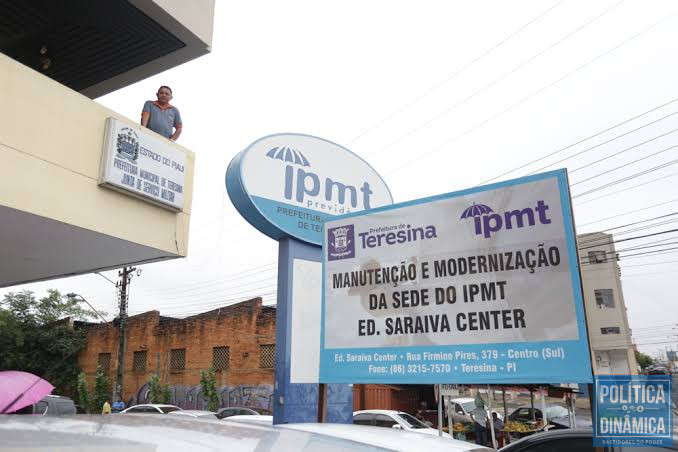 ESTADO DO PIAUÍ
PREFEITURA MUNICIPAL DE TERESINA
JUNTA DE SERVIÇO MILITAR
ipmt
PREFEITURA
DE TERESINA
Prefeitura de
Teresina
ipmt
MANUTENÇÃO E MODERNIZAÇÃO
DA SEDE DO IPMT
ED. SARAIVA CENTER
Ed. Saraiva Center • Rua Firmino Pires, 379 - Centro (Sul)
Fone: (86) 3215-7570 • Teresina - PI
POLÍTICA
DINÂMICA
BASTIDORES DO PODER